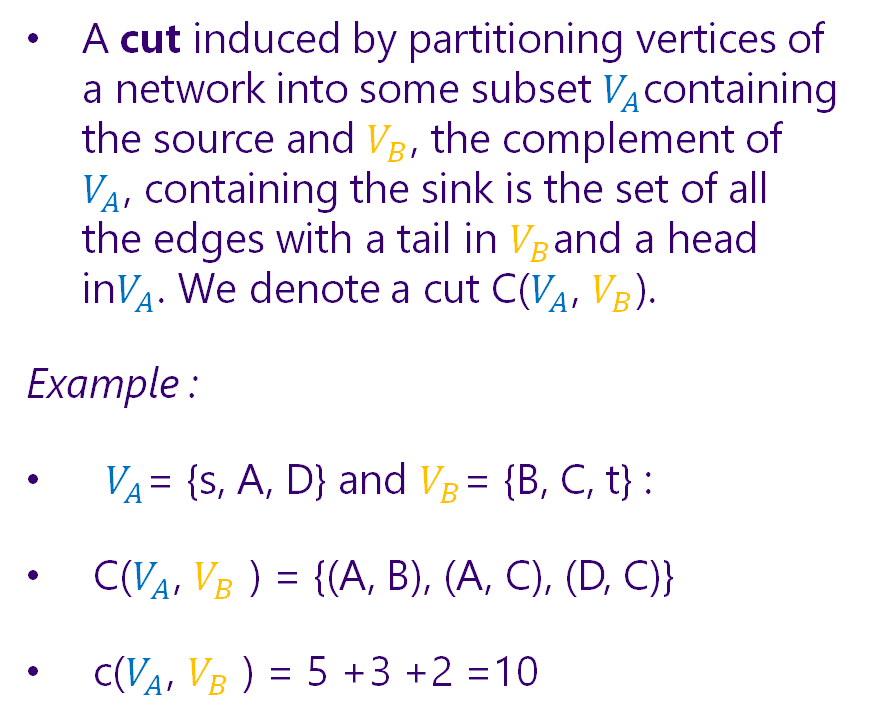 • A cut induced by partitioning vertices of
a network into some subset V_A containing
the source and V_B, the complement of
V_A, containing the sink is the set of all
the edges with a tail in V_B and a head
inV_A. We denote a cut C(V_A, V_B).
Example :
• V_A = {s, A, D} and V_B = {B, C, t} :
• C(V_A, V_B ) = {(A, B), (A, C), (D, C)}
• c(V_A, V_B ) = 5 +3 +2 =10